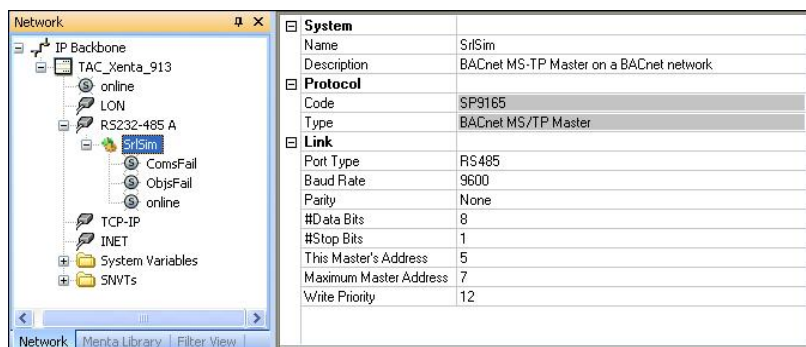 Network
IP Backbone
TAC_Xenta_913
online
LON
RS232-485 A
SrlSim
ComsFail
ObjsFail
online
TCP-IP
INET
System Variables
SNVTs
Network Menta Library Filter View
System
Name SrlSim
Description BACnet MS-TP Master on a BACnet network
Protocol
Code SP9165
Type BACnet MS/TP Master
Link
Port Type RS485
Baud Rate 9600
Parity None
#Data Bits 8
#Stop Bits 1
This Master's Address 5
Maximum Master Address 7
Write Priority 12